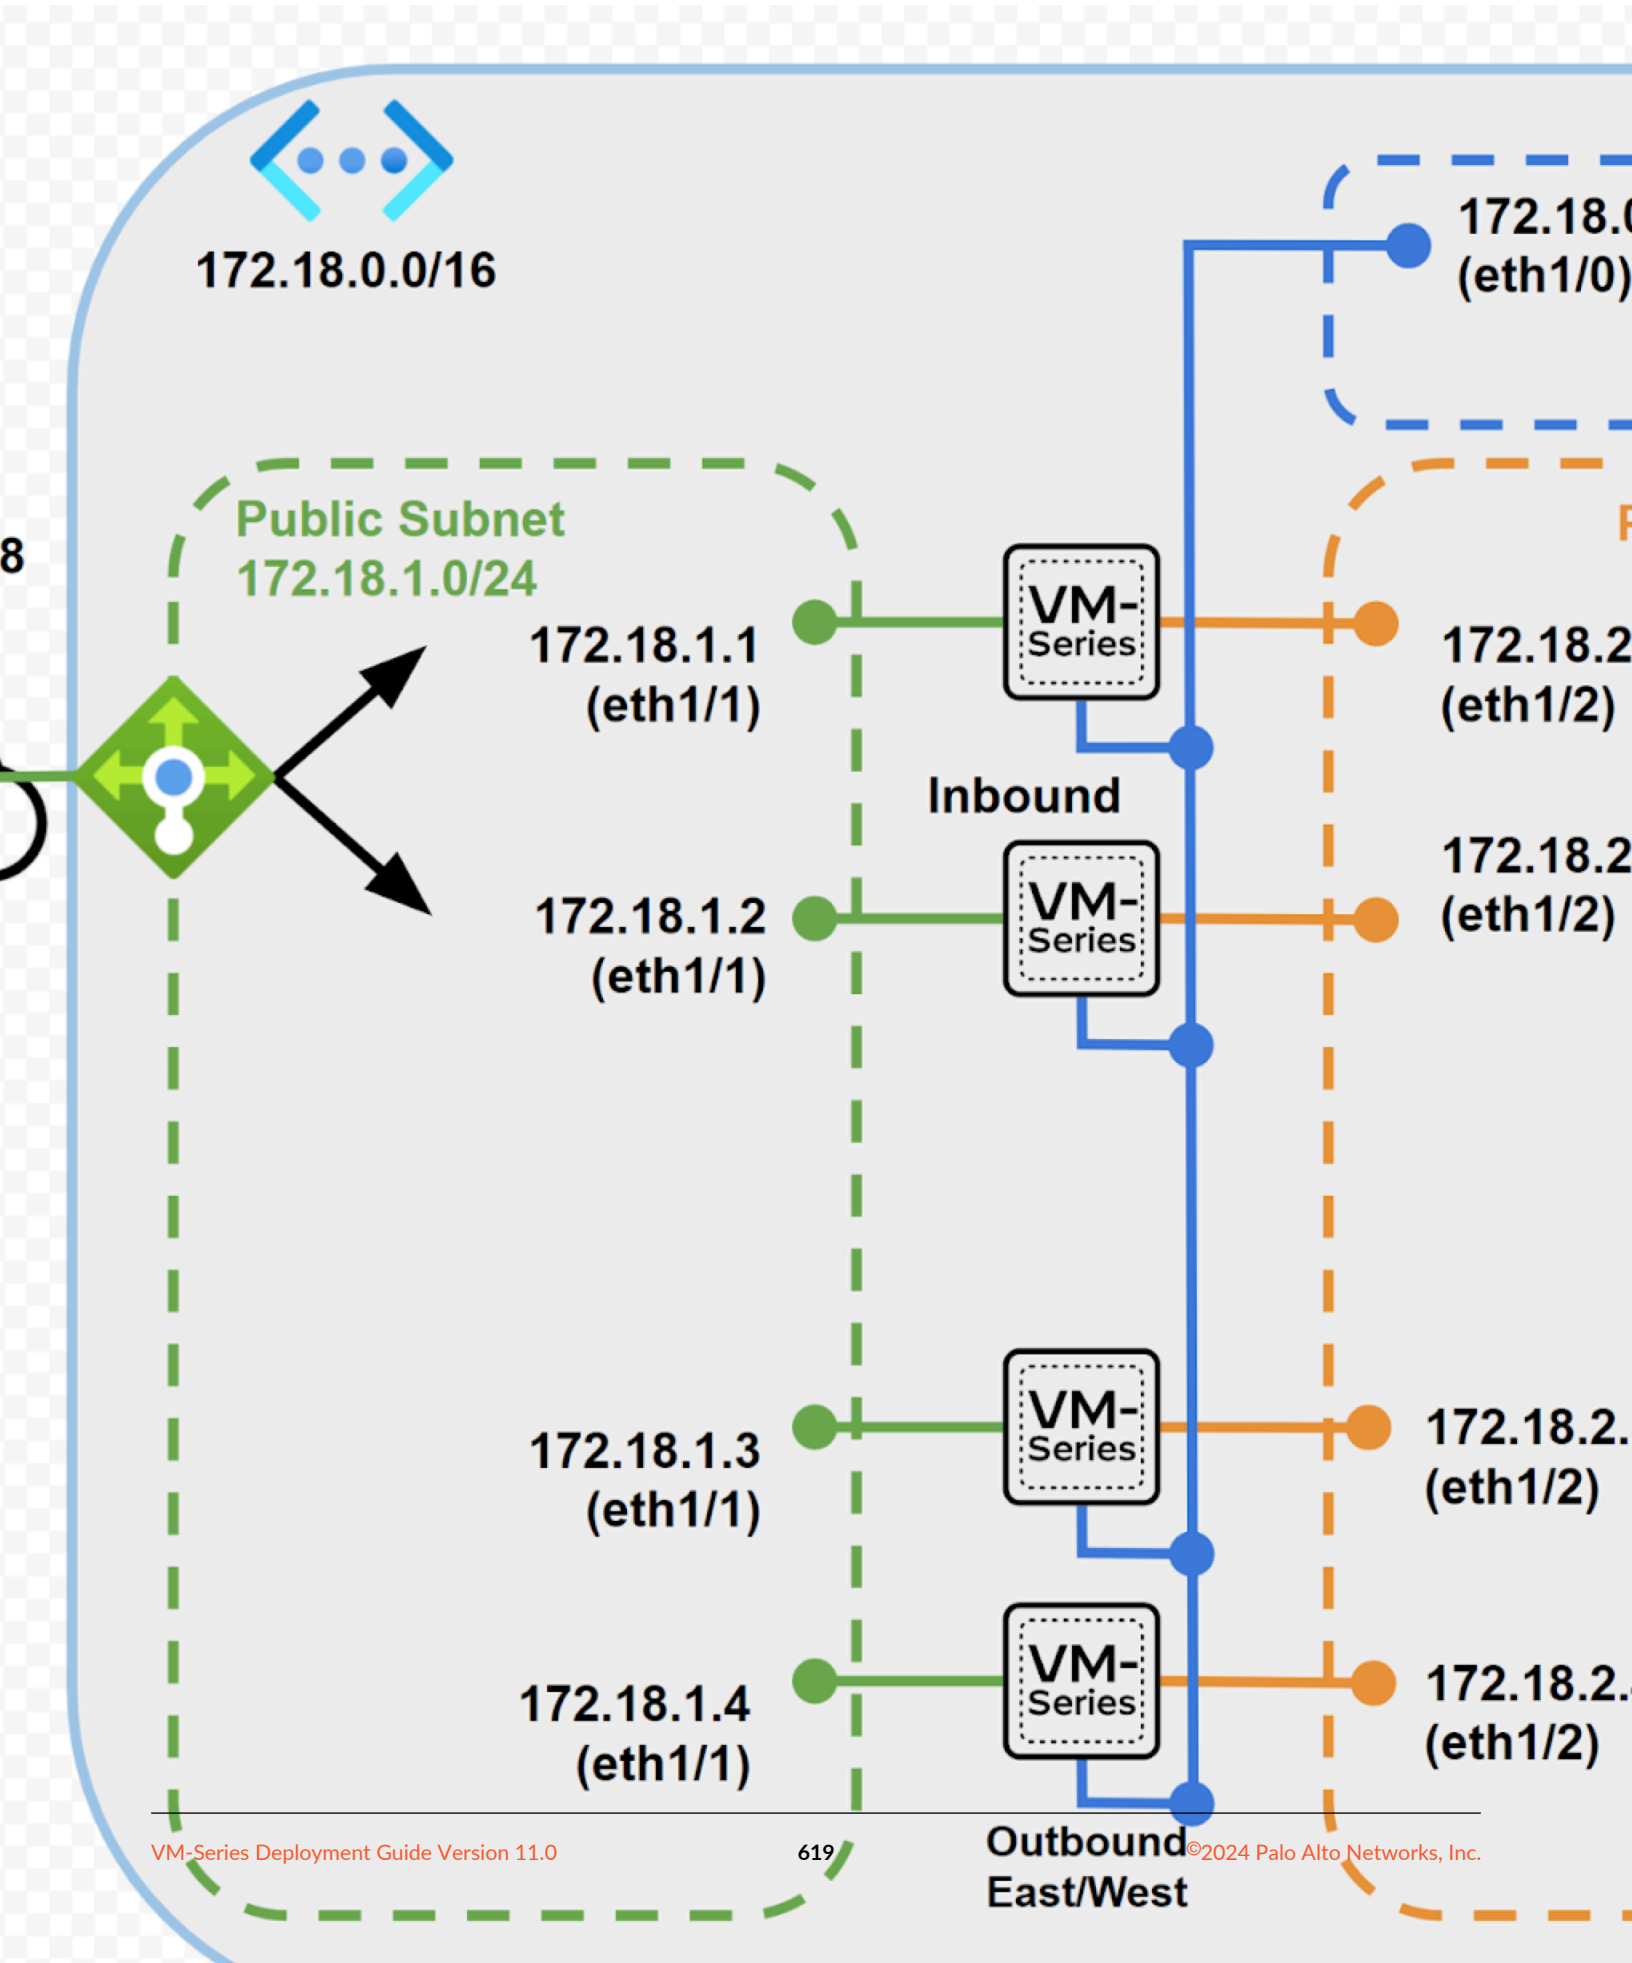 172.18.0.0/16
(eth1/0)
Public Subnet
172.18.1.0/24
8
172.18.1.1
(eth1/1)
VM-
Series
172.18.2
(eth1/2)
Inbound
172.18.1.2
(eth1/1)
VM-
Series
172.18.2
(eth1/2)
172.18.1.3
(eth1/1)
VM-
Series
172.18.2.
(eth1/2)
172.18.1.4
(eth1/1)
VM-
Series
172.18.2.
(eth1/2)
Outbound
East/West
VM-Series Deployment Guide Version 11.0
619
©2024 Palo Alto Networks, Inc.